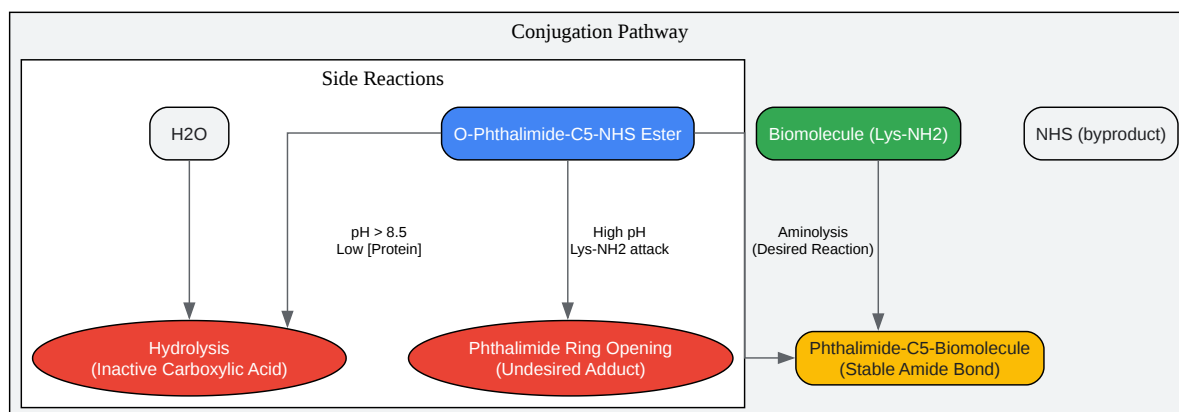 Conjugation Pathway
Side Reactions
H2O
O-Phthalimide-C5-NHS Ester
Biomolecule (Lys-NH2)
NHS (byproduct)
pH > 8.5
Low [Protein]
High pH
Lys-NH2 attack
Aminolysis
(Desired Reaction)
Hydrolysis
(Inactive Carboxylic Acid)
Phthalimide Ring Opening
(Undesired Adduct)
Phthalimide-C5-Biomolecule
(Stable Amide Bond)